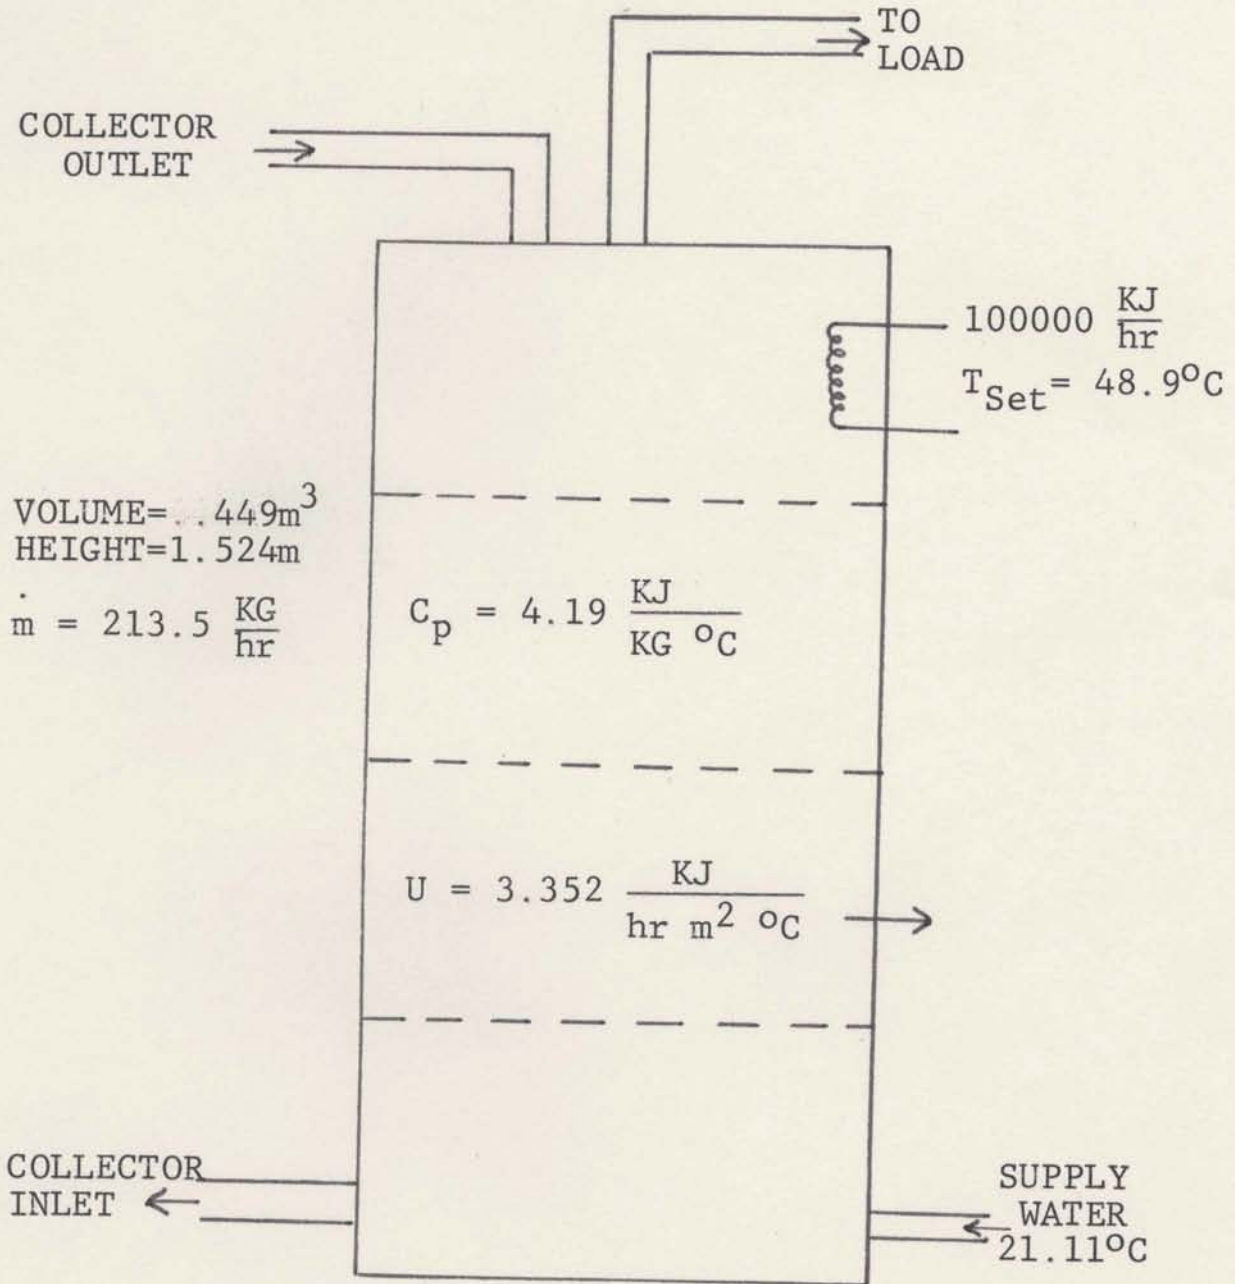 TO
LOAD
COLLECTOR
OUTLET
100000 KJ/hr
T_Set = 48.9°C
VOLUME=..449m³
HEIGHT=1.524m
ṁ = 213.5 KG/hr
C_p = 4.19 KJ/KG °C
U = 3.352 KJ/hr m² °C
COLLECTOR
INLET
SUPPLY
WATER
21.11°C